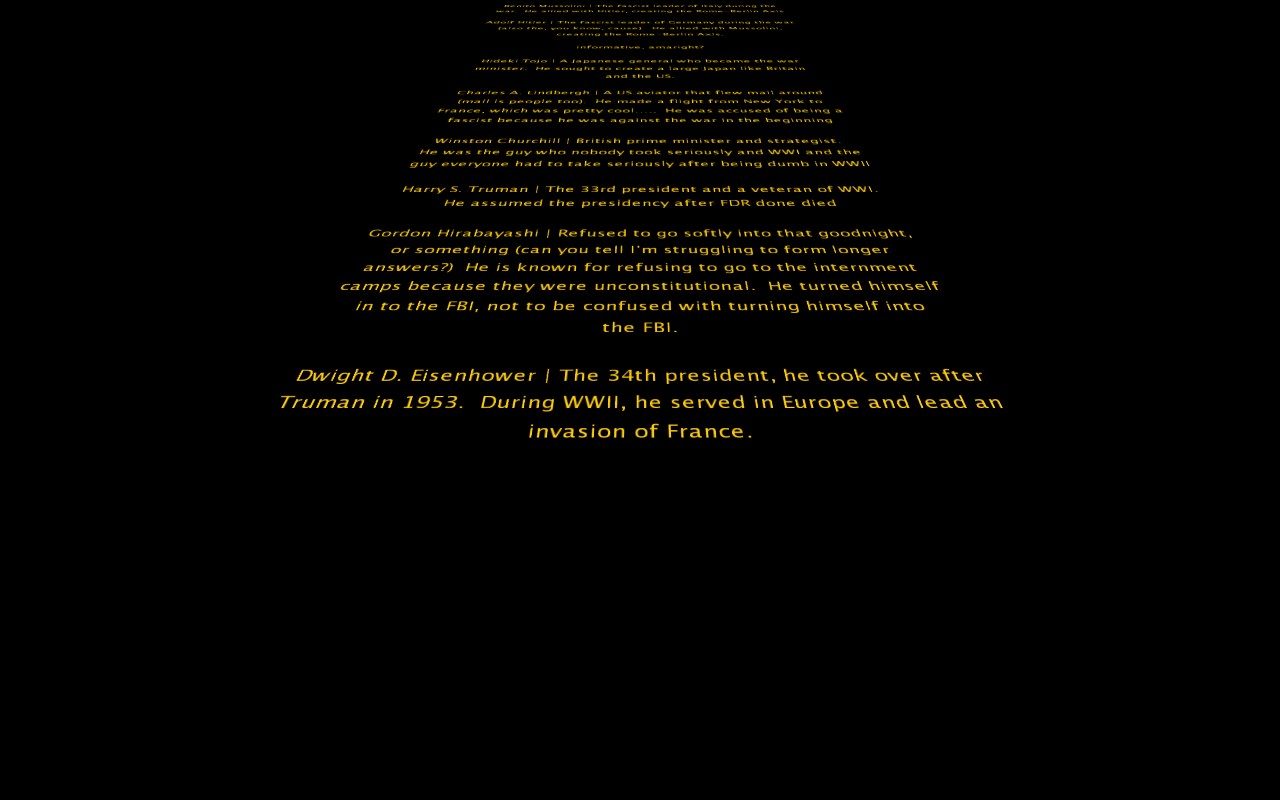 Benito Mussolini | The fascist leader of Italy during the
war. He allied with Hitler, creating the Rome-Berlin Axis
Adolf Hitler | The fascist leader of Germany during the war
(also the, you know, cause). He allied with Mussolini,
creating the Rome-Berlin Axis.
informative, amaright?
Hideki Tojo | A Japanese general who became the war
minister. He sought to create a large Japan like Britain
and the US.
Charles A. Lindbergh | A US aviator that flew mail around
(mail is people too). He made a flight from New York to
France, which was pretty cool..... He was accused of being a
fascist because he was against the war in the beginning
Winston Churchill | British prime minister and strategist.
He was the guy who nobody took seriously and WWI and the
guy everyone had to take seriously after being dumb in WWII
Harry S. Truman | The 33rd president and a veteran of WWI.
He assumed the presidency after FDR done died
Gordon Hirabayashi | Refused to go softly into that goodnight,
or something (can you tell I'm struggling to form longer
answers?) He is known for refusing to go to the internment
camps because they were unconstitutional. He turned himself
in to the FBI, not to be confused with turning himself into
the FBI.
Dwight D. Eisenhower | The 34th president, he took over after
Truman in 1953. During WWII, he served in Europe and lead an
invasion of France.